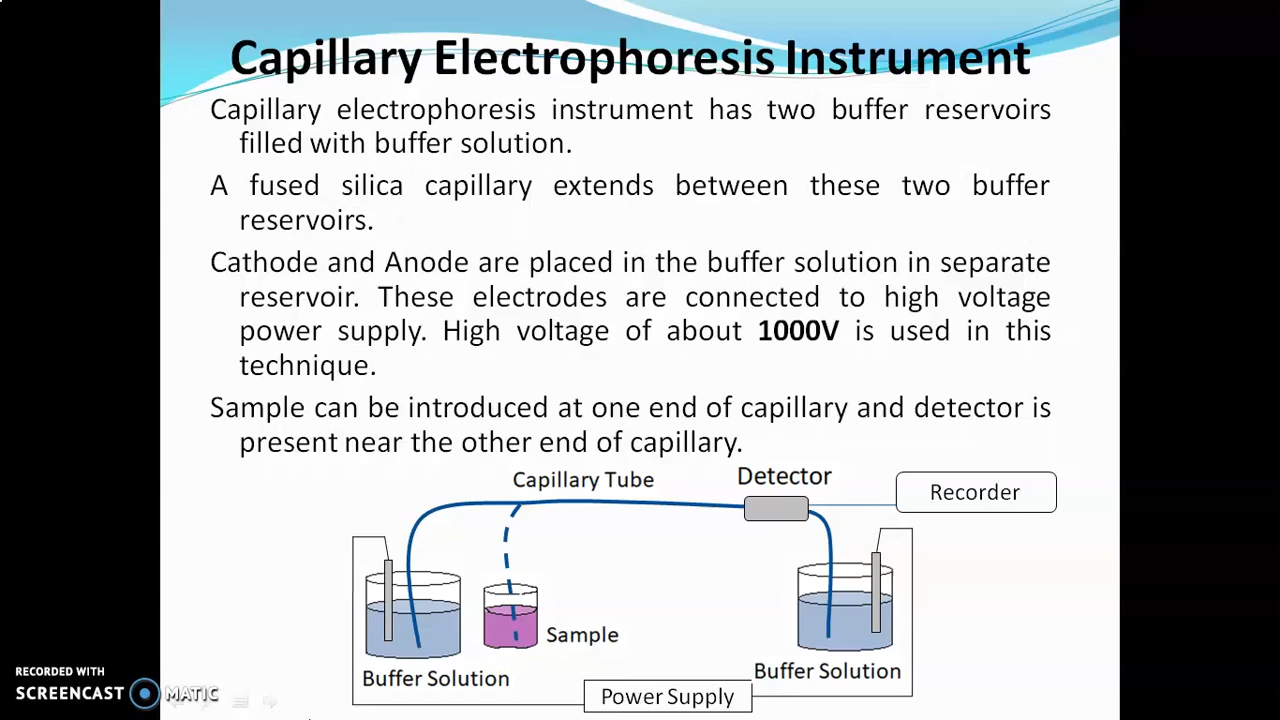 Capillary Electrophoresis Instrument
Capillary electrophoresis instrument has two buffer reservoirs
filled with buffer solution.
A fused silica capillary extends between these two buffer
reservoirs.
Cathode and Anode are placed in the buffer solution in separate
reservoir. These electrodes are connected to high voltage
power supply. High voltage of about 1000V is used in this
technique.
Sample can be introduced at one end of capillary and detector is
present near the other end of capillary.
Capillary Tube
Detector
Recorder
Sample
Buffer Solution
Buffer Solution
Power Supply
RECORDED WITH
SCREENCAST MATIC